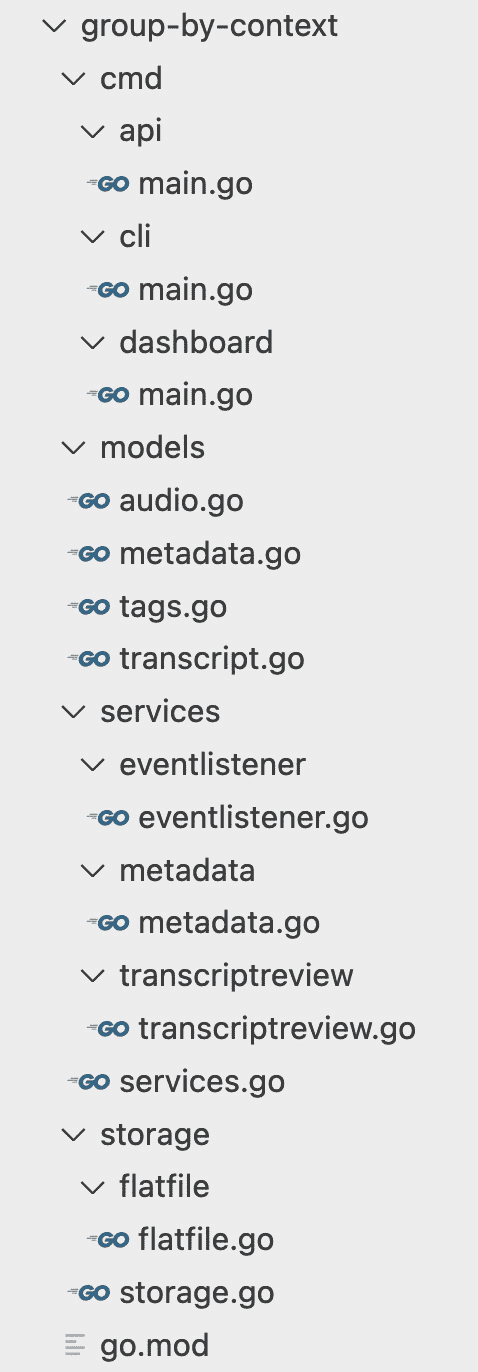 group-by-context
cmd
api
GO main.go
cli
GO main.go
dashboard
GO main.go
models
GO audio.go
GO metadata.go
GO tags.go
GO transcript.go
services
eventlistener
GO eventlistener.go
metadata
GO metadata.go
transcriptreview
GO transcriptreview.go
GO services.go
storage
flatfile
GO flatfile.go
GO storage.go
go.mod